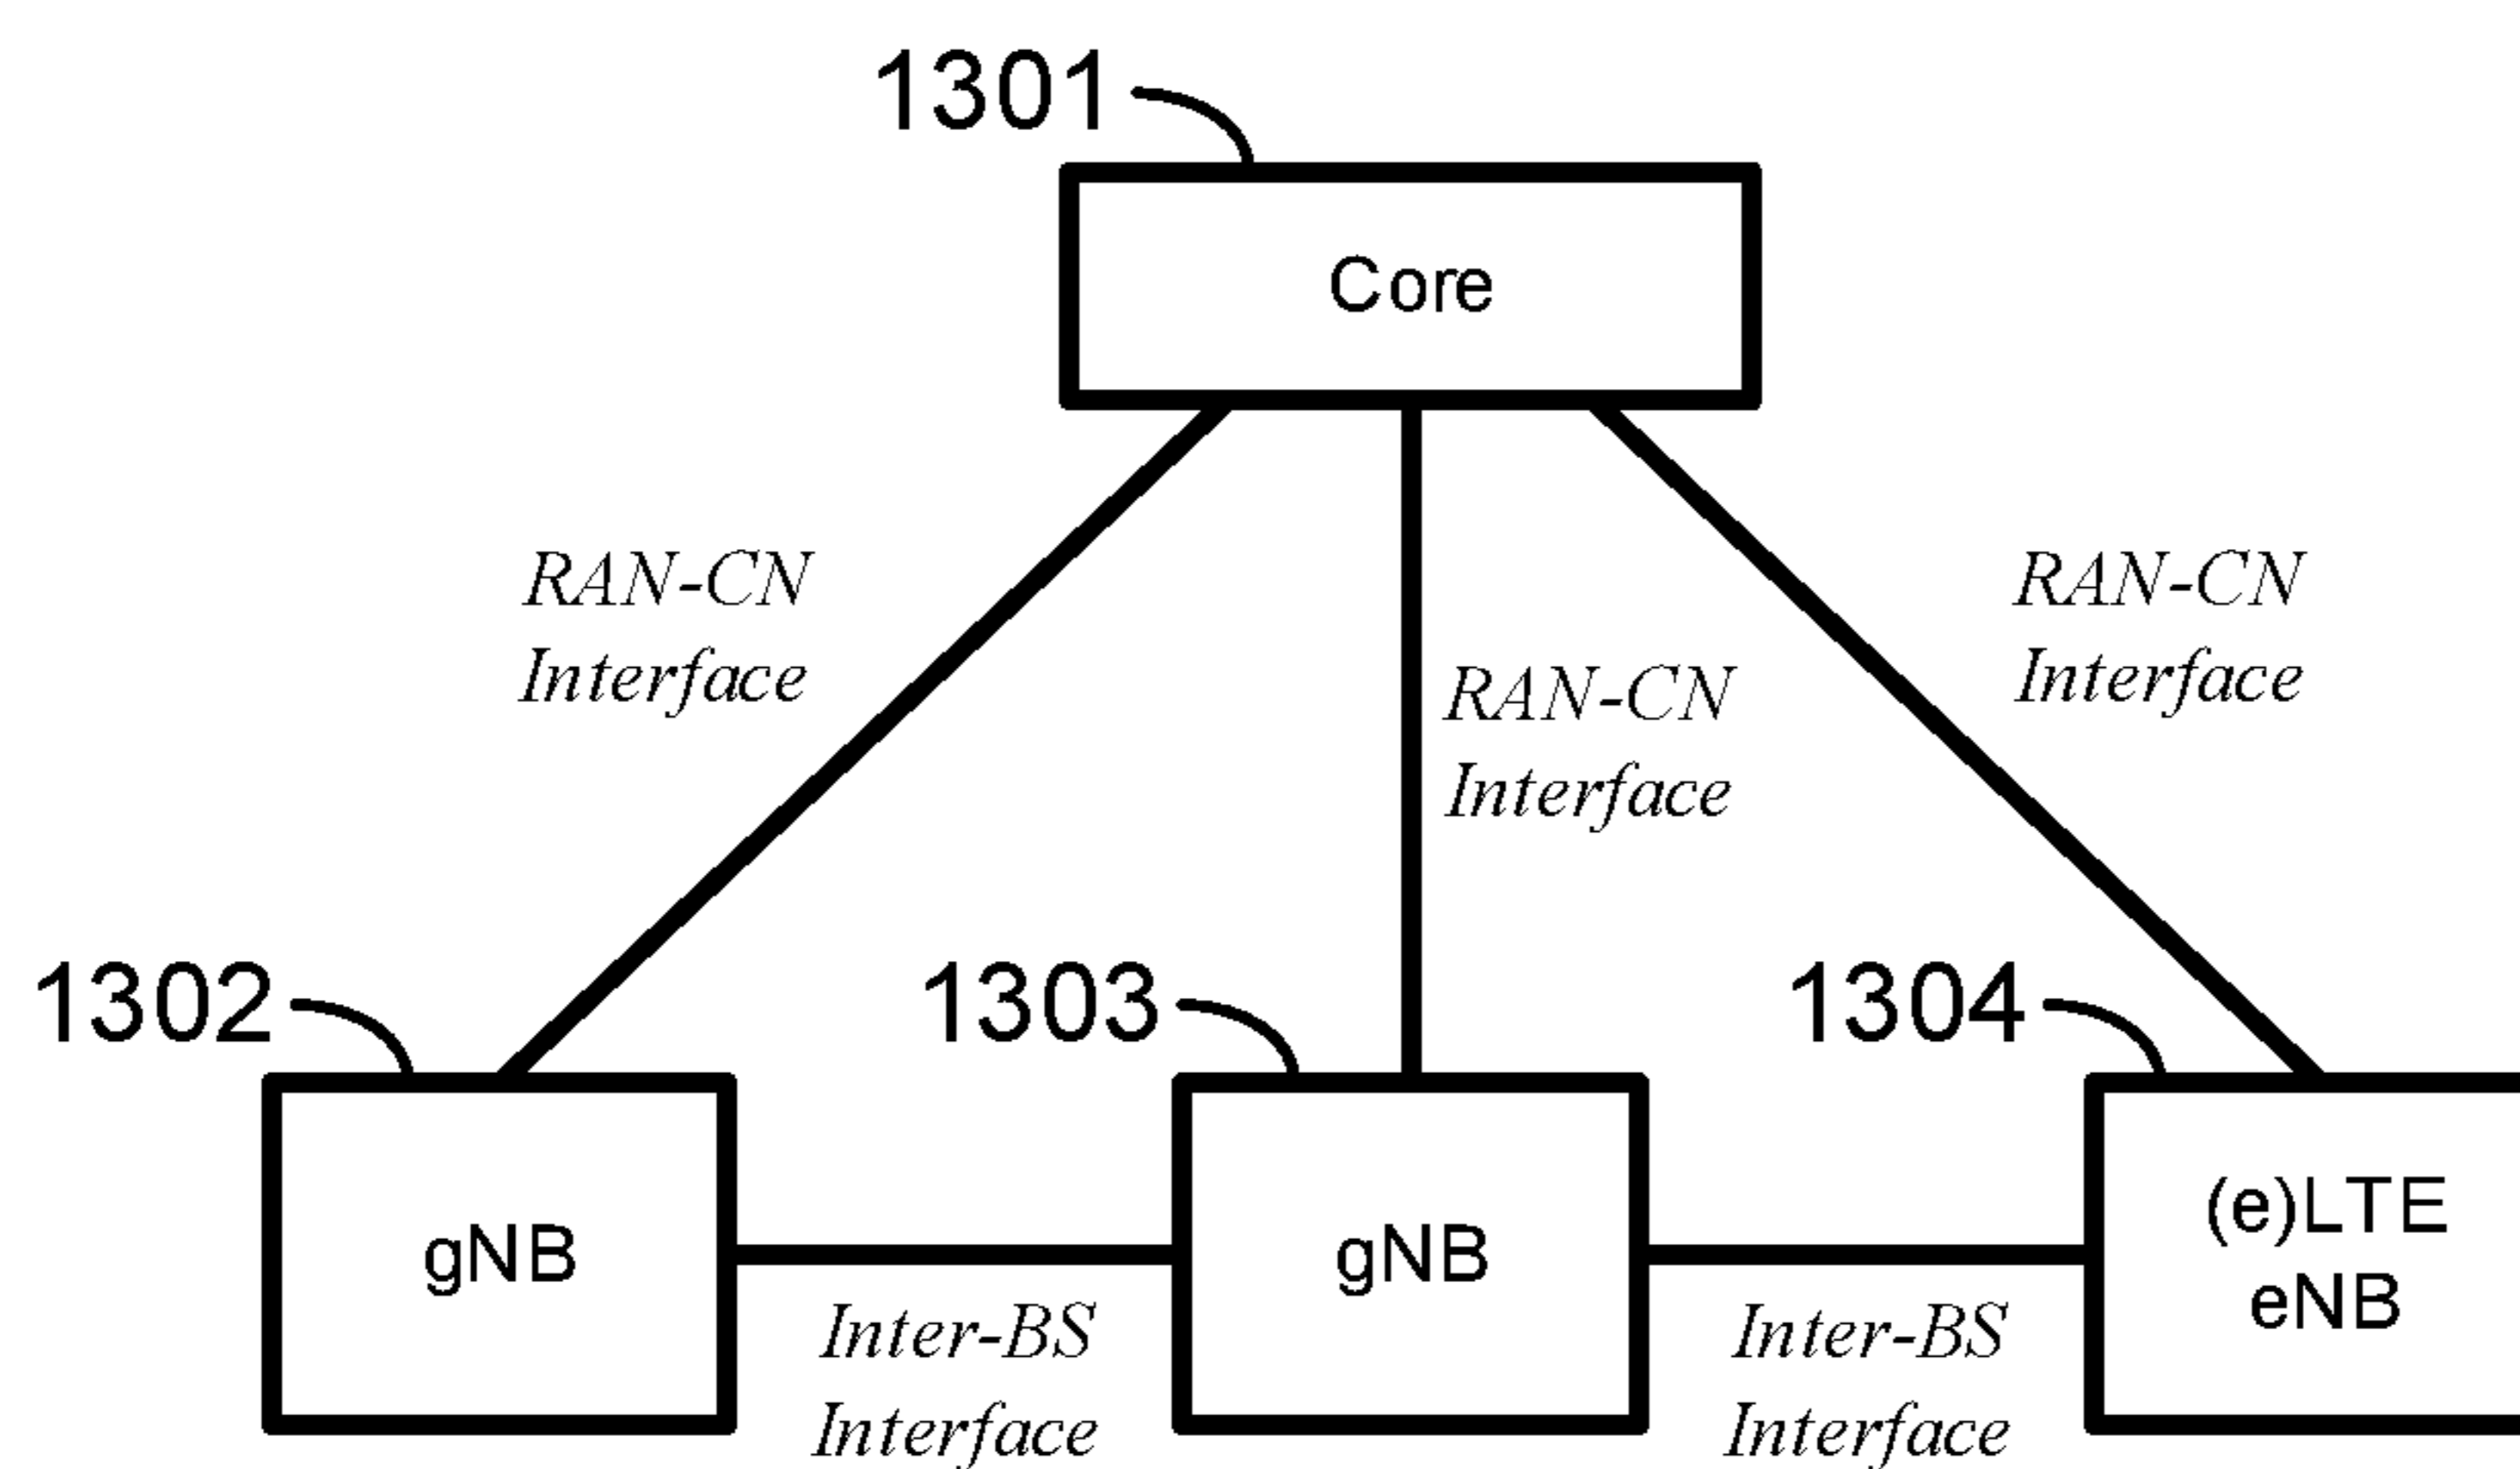 1301
Core
RAN-CN
Interface
RAN-CN
Interface
RAN-CN
Interface
1302
1303
1304
gNB
gNB
(e)LTE
eNB
Inter-BS
Interface
Inter-BS
Interface